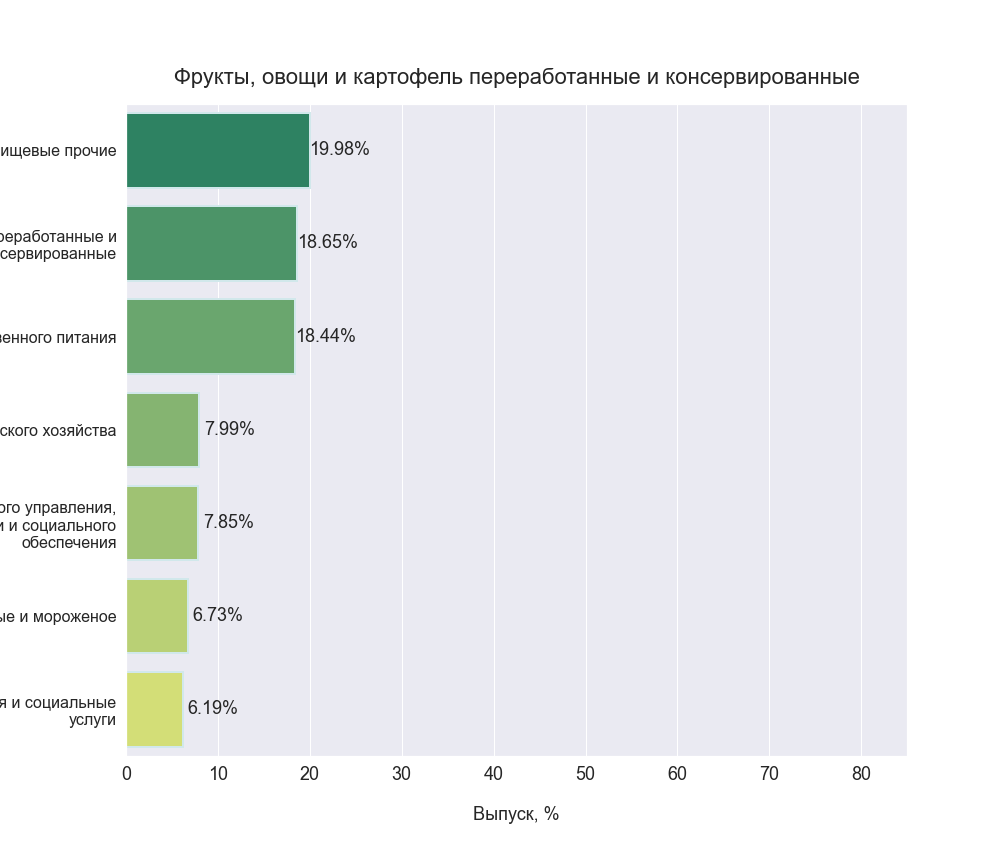 Фрукты, овощи и картофель переработанные и консервированные
ищевые прочие
19.98%
реработанные и
сервированные
18.65%
венного питания
18.44%
ского хозяйства
7.99%
ого управления,
и и социального
обеспечения
7.85%
ые и мороженое
6.73%
я и социальные
услуги
6.19%
0 10 20 30 40 50 60 70 80
Выпуск, %